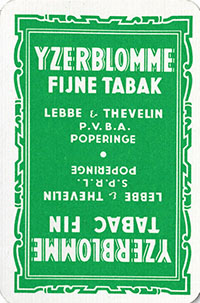 YZERBLOMME
FIJNE TABAK
LEBBE & THEVELIN
P.V.B.A.
POPERINGE
•
YZERBLOMME
TABAC FIN
LEBBE & THEVELIN
S.P.R.L.
POPERINGE